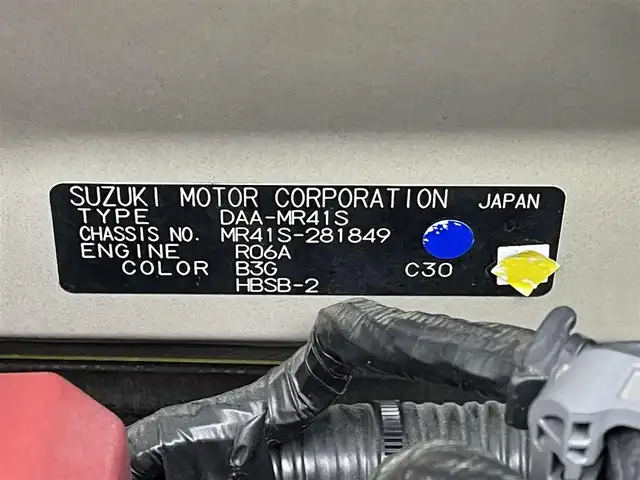 SUZUKI MOTOR CORPORATION JAPAN
TYPE DAA-MR41S
CHASSIS NO. MR41S-281849
ENGINE R06A
COLOR B3G C30
HBSB-2